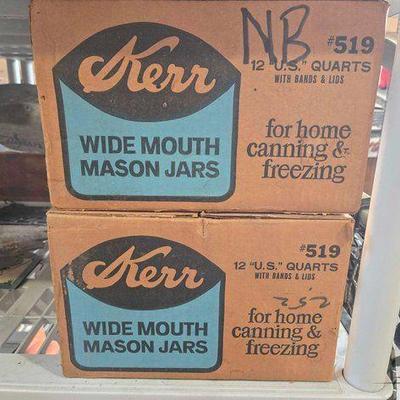 Kerr
NB
#519
12 "U.S." QUARTS
WITH BANDS & LIDS
WIDE MOUTH
MASON JARS
for home
canning &
freezing
Kerr
#519
12 "U.S." QUARTS
WITH BANDS & LIDS
WIDE MOUTH
MASON JARS
for home
canning &
freezing